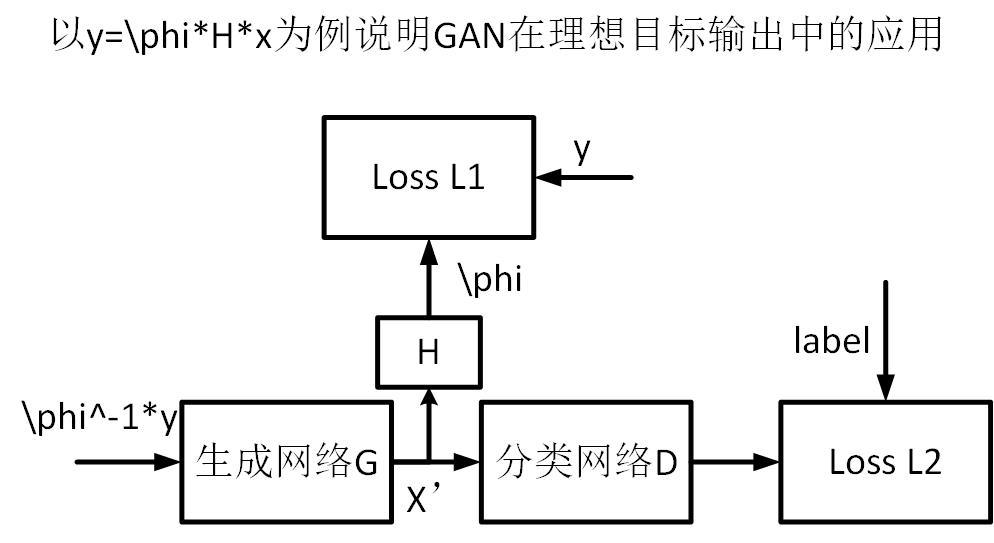 以y=\phi*H*x为例说明GAN在理想目标输出中的应用
Loss L1
y
\phi
H
label
\phi^-1*y
生成网络G
X’
分类网络D
Loss L2